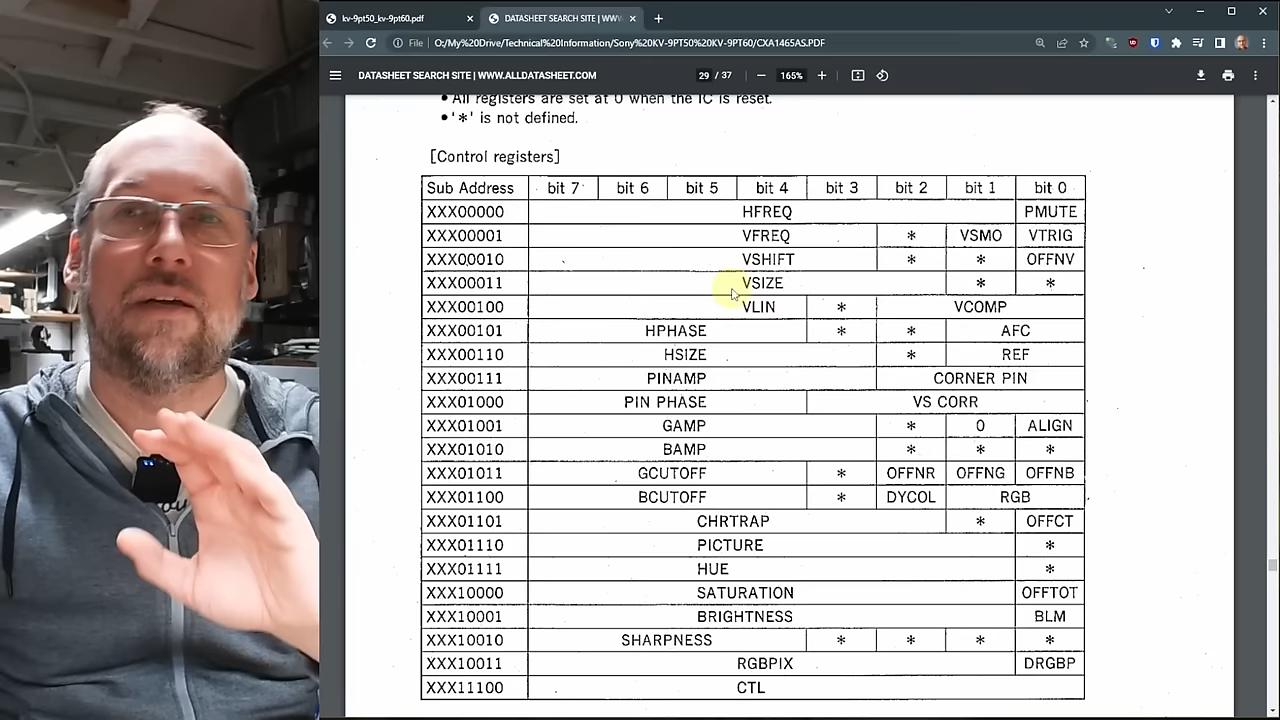 kv-9pt50_kv-9pt60.pdf
DATASHEET SEARCH SITE | WWW
File
O:/My%20Drive/Technical%20Information/Sony%20KV-9PT50%20KV-9PT60/CXA1465AS.PDF
DATASHEET SEARCH SITE | WWW.ALLDATASHEET.COM
29 / 37
165%
• All registers are set at 0 when the IC is reset.
• '*' is not defined.
[Control registers]
Sub Address bit 7 bit 6 bit 5 bit 4 bit 3 bit 2 bit 1 bit 0
XXX00000 HFREQ PMUTE
XXX00001 VFREQ * VSMO VTRIG
XXX00010 VSHIFT * * OFFNV
XXX00011 VSIZE * *
XXX00100 VLIN * VCOMP
XXX00101 HPHASE * * AFC
XXX00110 HSIZE * REF
XXX00111 PINAMP CORNER PIN
XXX01000 PIN PHASE VS CORR
XXX01001 GAMP * 0 ALIGN
XXX01010 BAMP * * *
XXX01011 GCUTOFF * OFFNR OFFNG OFFNB
XXX01100 BCUTOFF * DYCOL RGB
XXX01101 CHRTRAP * OFFCT
XXX01110 PICTURE *
XXX01111 HUE *
XXX10000 SATURATION OFFTOT
XXX10001 BRIGHTNESS BLM
XXX10010 SHARPNESS * * * *
XXX10011 RGBPIX DRGBP
XXX11100 CTL